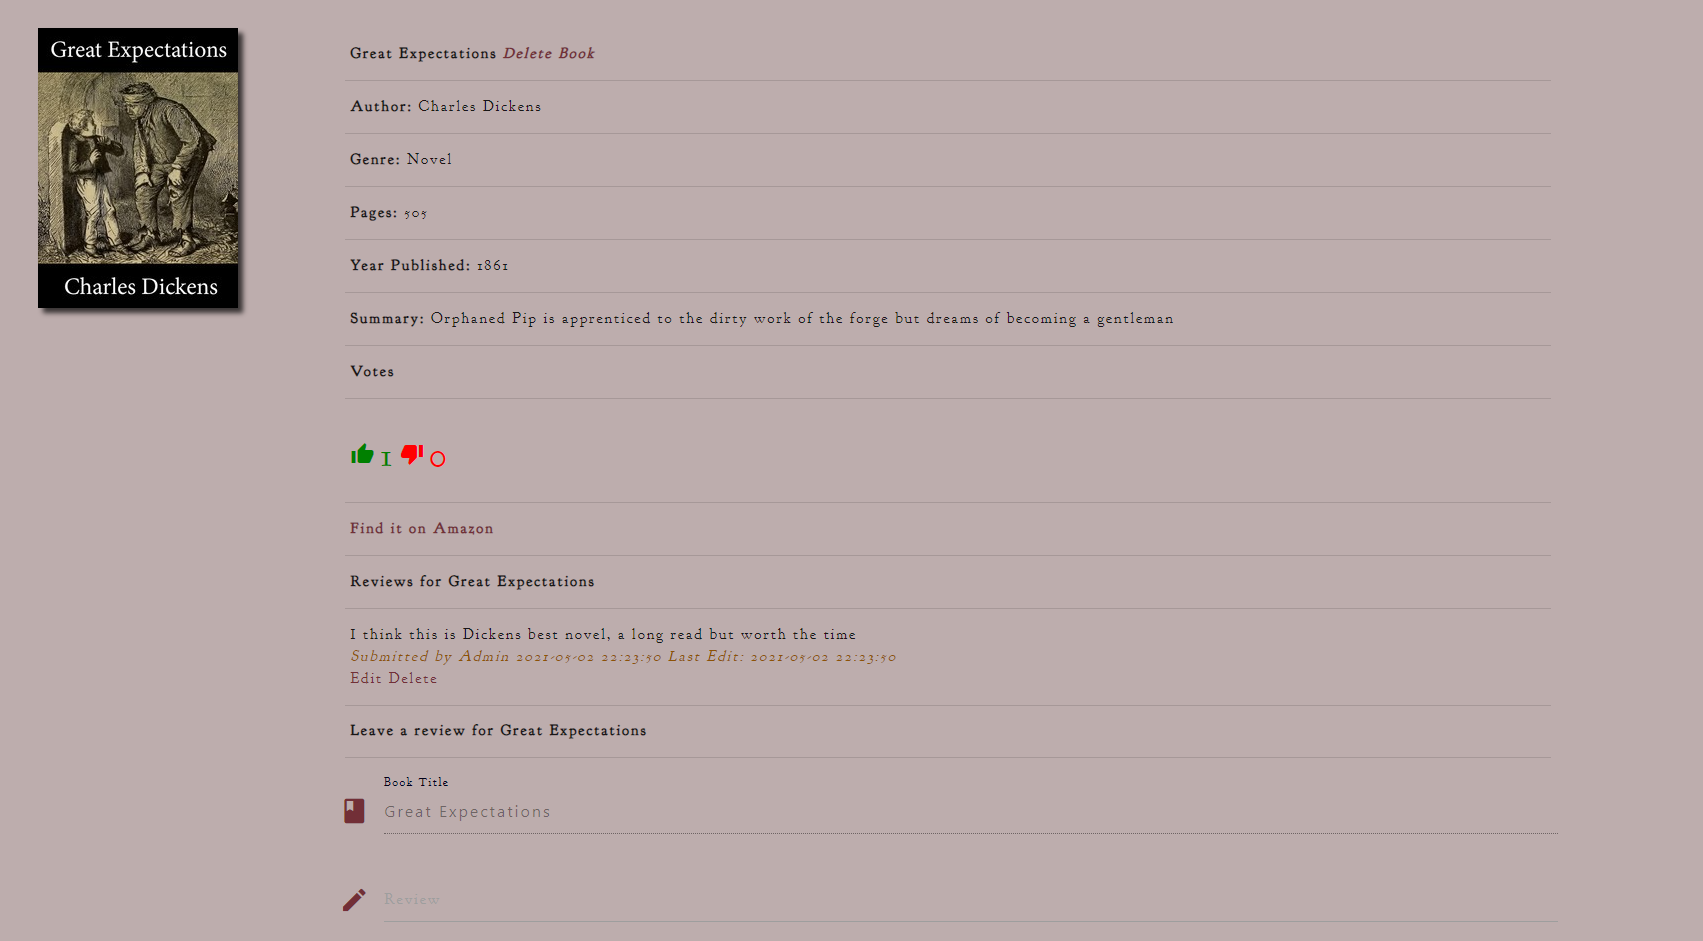 Great Expectations
Charles Dickens
Great Expectations Delete Book
Author: Charles Dickens
Genre: Novel
Pages: 505
Year Published: 1861
Summary: Orphaned Pip is apprenticed to the dirty work of the forge but dreams of becoming a gentleman
Votes
1 0
Find it on Amazon
Reviews for Great Expectations
I think this is Dickens best novel, a long read but worth the time
Submitted by Admin 2021-05-02 22:23:50 Last Edit: 2021-05-02 22:23:50
Edit Delete
Leave a review for Great Expectations
Book Title
Great Expectations
Review